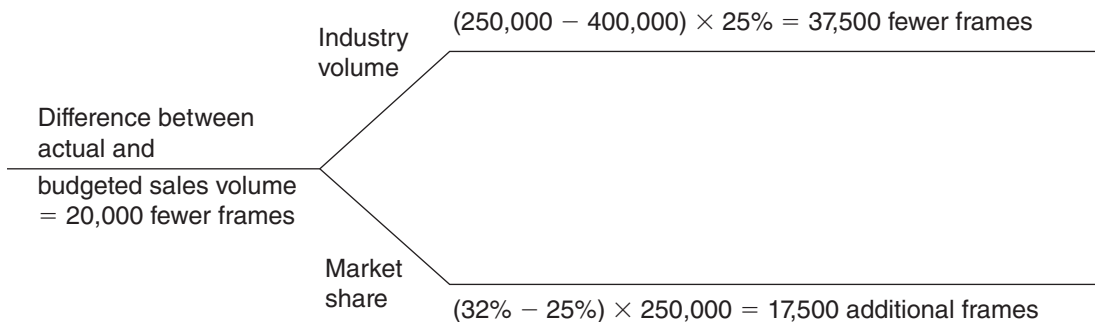 (250,000 − 400,000) × 25% = 37,500 fewer frames
Industry
volume
Difference between
actual and
budgeted sales volume
= 20,000 fewer frames
Market
share
(32% − 25%) × 250,000 = 17,500 additional frames